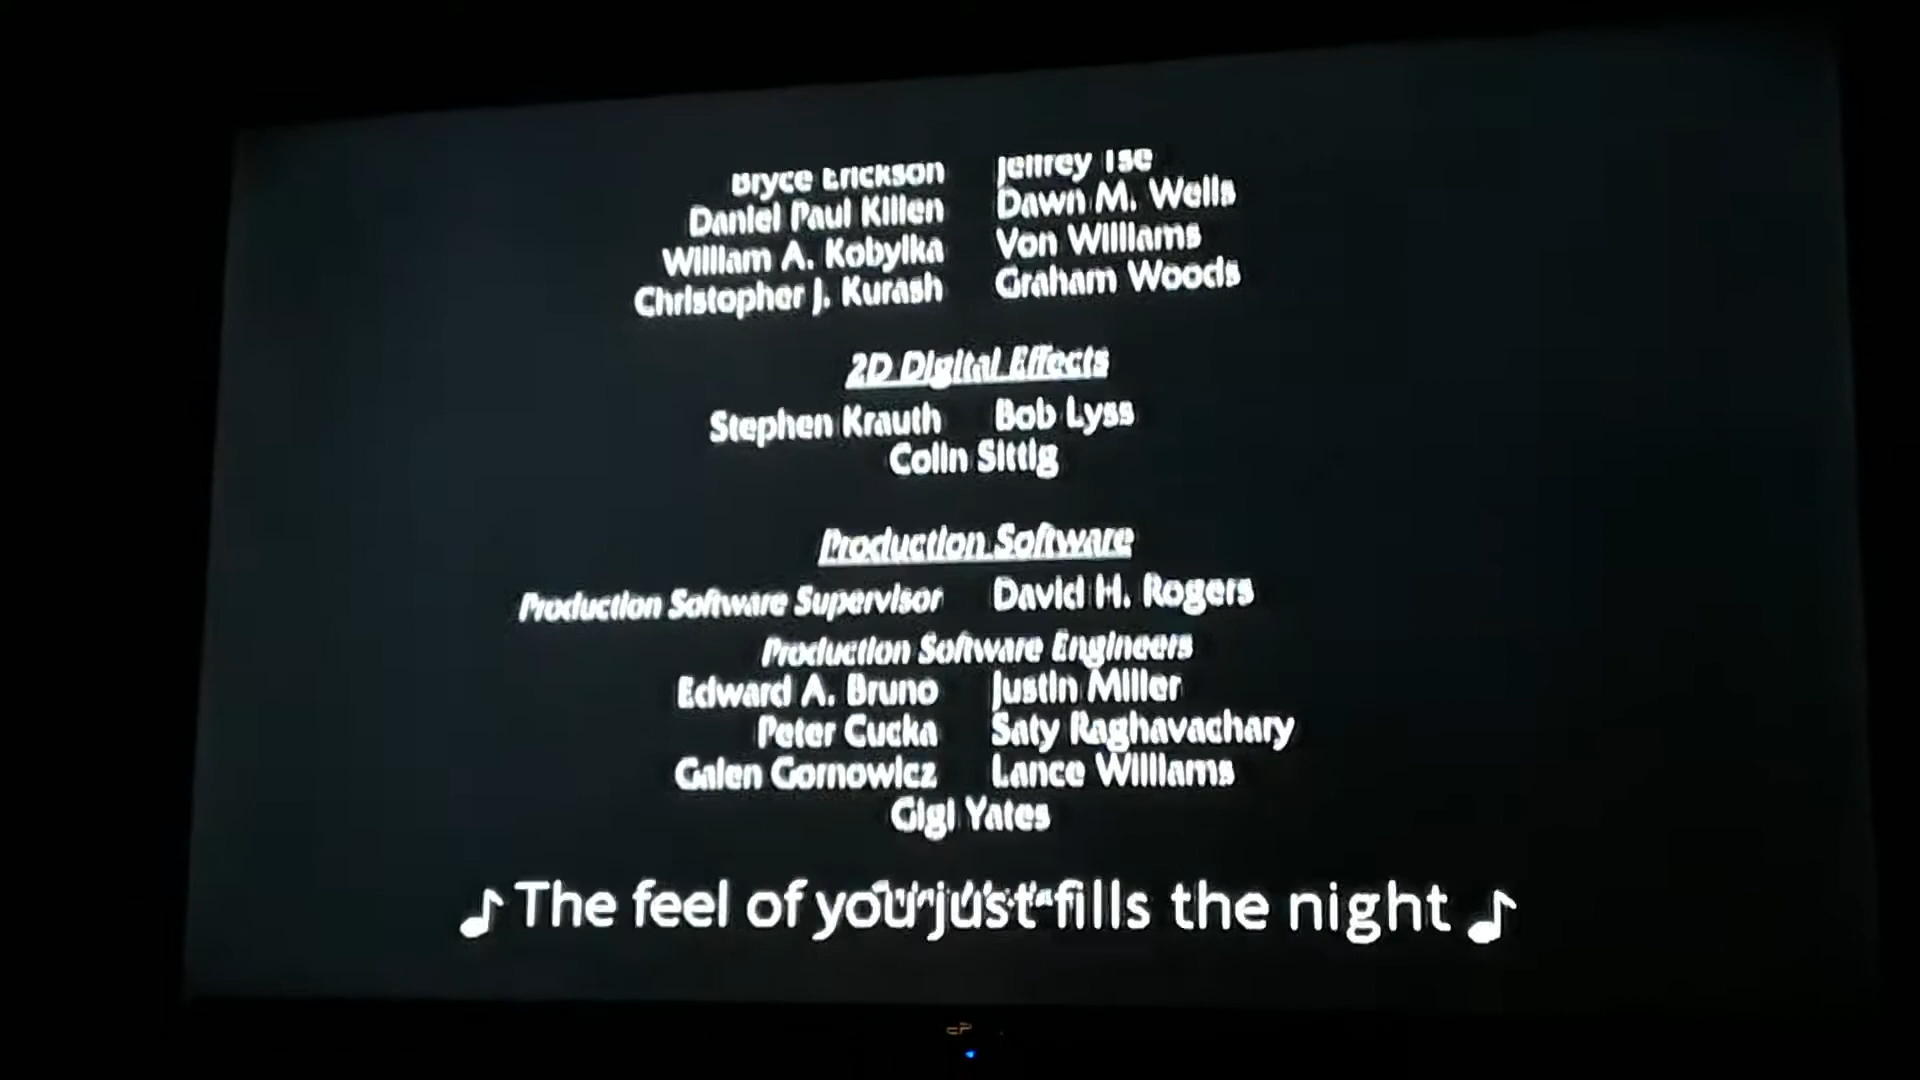 Bryce Erickson Jeffrey Tse
Daniel Paul Killen Dawn M. Wells
William A. Kobylka Von Williams
Christopher J. Kurash Graham Woods
2D Digital Effects
Stephen Krauth Bob Lyss
Colin Sittig
Production Software
Production Software Supervisor David H. Rogers
Production Software Engineers
Edward A. Bruno Justin Miller
Peter Cucka Saty Raghavachary
Galen Gornowicz Lance Williams
Gigi Yates
♪ The feel of you just fills the night ♪